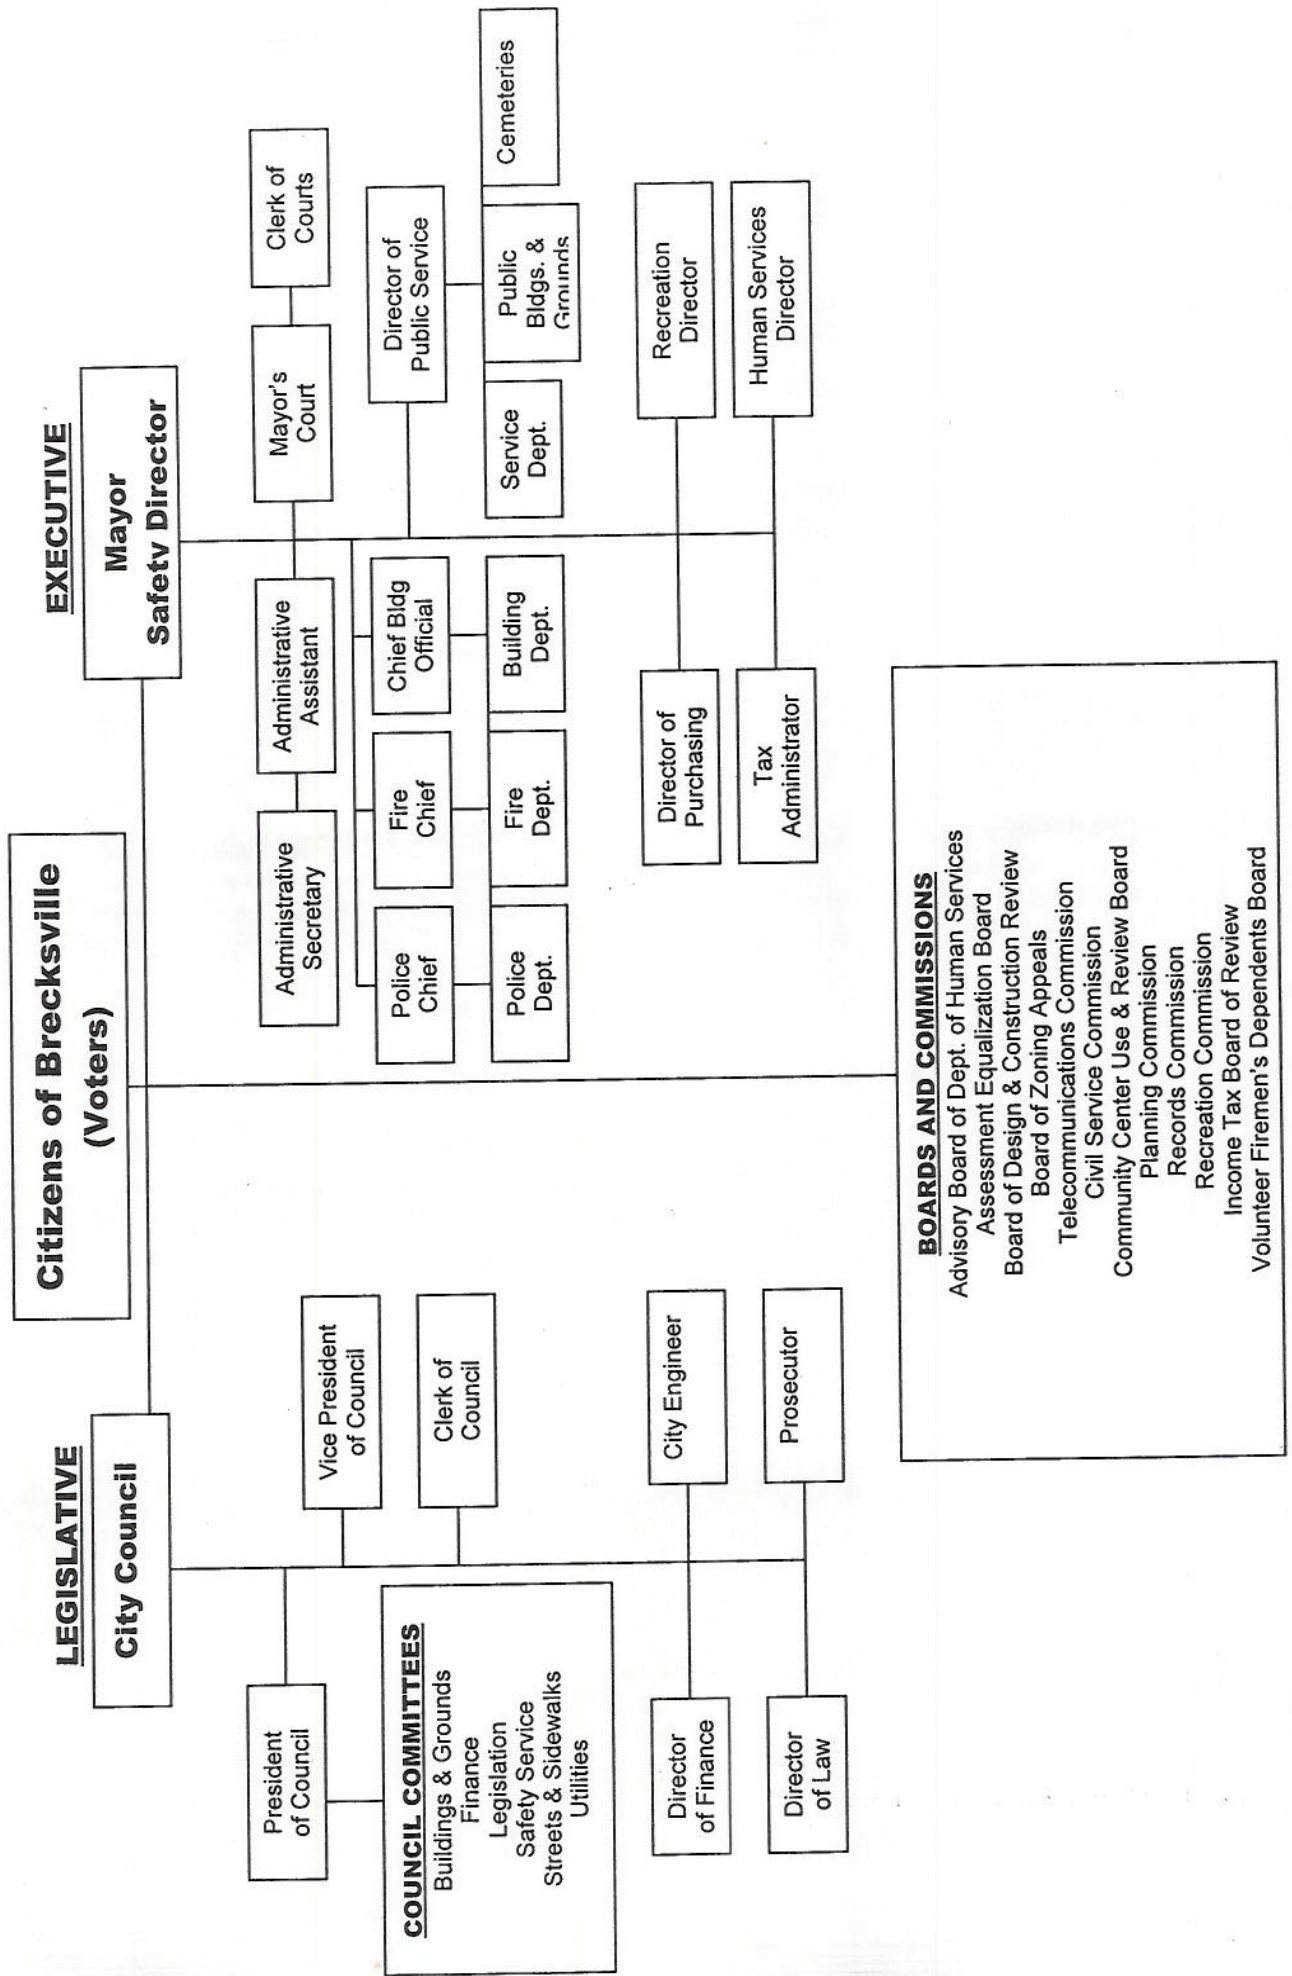 Citizens of Brecksville
(Voters)
LEGISLATIVE
City Council
President
of Council
Vice President
of Council
Clerk of
Council
COUNCIL COMMITTEES
Buildings & Grounds
Finance
Legislation
Safety Service
Streets & Sidewalks
Utilities
Director
of Finance
City Engineer
Director
of Law
Prosecutor
EXECUTIVE
Mayor
Safety Director
Administrative
Secretary
Administrative
Assistant
Mayor's
Court
Clerk of
Courts
Police
Chief
Fire
Chief
Chief Bldg
Official
Director of
Public Service
Police
Dept.
Fire
Dept.
Building
Dept.
Service
Dept.
Public
Bldgs. &
Grounds
Cemeteries
Director of
Purchasing
Recreation
Director
Tax
Administrator
Human Services
Director
BOARDS AND COMMISSIONS
Advisory Board of Dept. of Human Services
Assessment Equalization Board
Board of Design & Construction Review
Board of Zoning Appeals
Telecommunications Commission
Civil Service Commission
Community Center Use & Review Board
Planning Commission
Records Commission
Recreation Commission
Income Tax Board of Review
Volunteer Firemen's Dependents Board